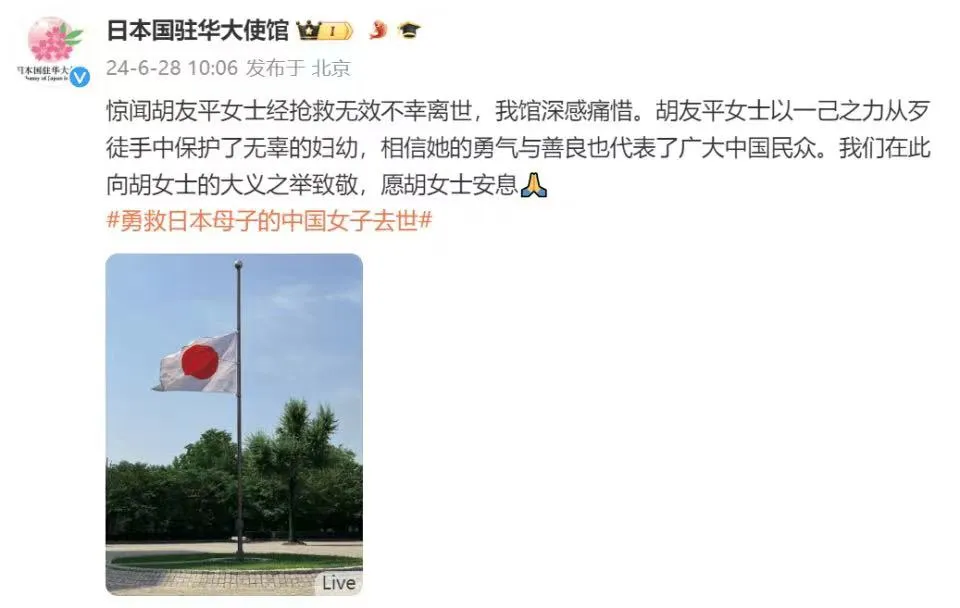 日本国驻华大使馆 I
24-6-28 10:06 发布于 北京
惊闻胡友平女士经抢救无效不幸离世，我馆深感痛惜。胡友平女士以一己之力从歹
徒手中保护了无辜的妇幼，相信她的勇气与善良也代表了广大中国民众。我们在此
向胡女士的大义之举致敬，愿胡女士安息🙏
#勇救日本母子的中国女子去世#
Live